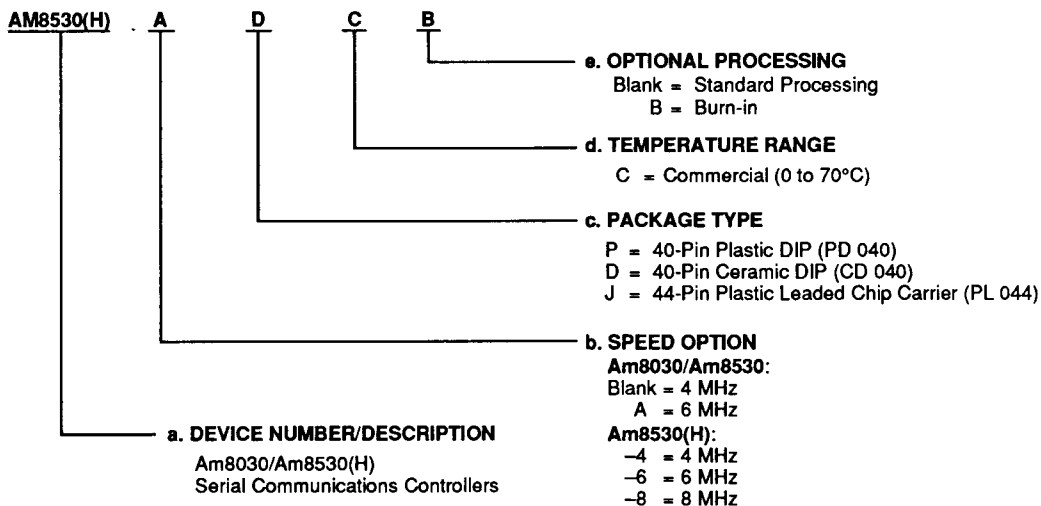 AM8530(H) A D C B
e. OPTIONAL PROCESSING
Blank = Standard Processing
B = Burn-in
d. TEMPERATURE RANGE
C = Commercial (0 to 70°C)
c. PACKAGE TYPE
P = 40-Pin Plastic DIP (PD 040)
D = 40-Pin Ceramic DIP (CD 040)
J = 44-Pin Plastic Leaded Chip Carrier (PL 044)
b. SPEED OPTION
Am8030/Am8530:
Blank = 4 MHz
A = 6 MHz
Am8530(H):
–4 = 4 MHz
–6 = 6 MHz
–8 = 8 MHz
a. DEVICE NUMBER/DESCRIPTION
Am8030/Am8530(H)
Serial Communications Controllers